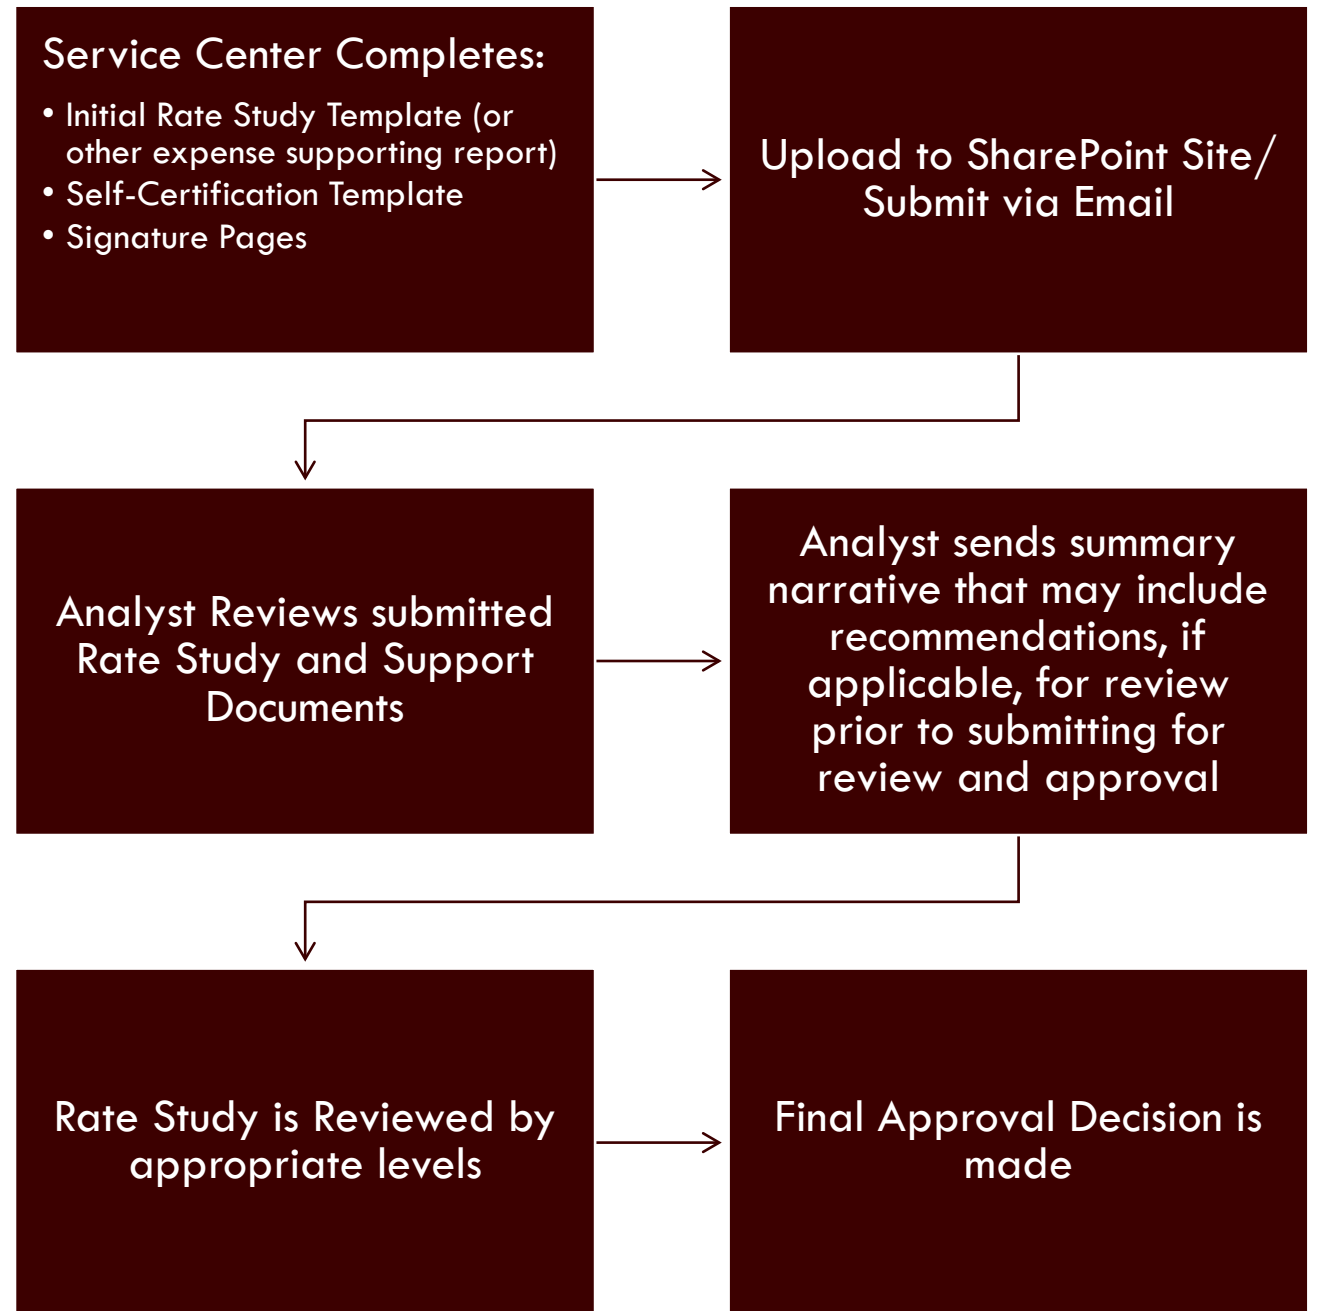 Service Center Completes:
• Initial Rate Study Template (or
other expense supporting report)
• Self-Certification Template
• Signature Pages
Upload to SharePoint Site/
Submit via Email
Analyst Reviews submitted
Rate Study and Support
Documents
Analyst sends summary
narrative that may include
recommendations, if
applicable, for review
prior to submitting for
review and approval
Rate Study is Reviewed by
appropriate levels
Final Approval Decision is
made